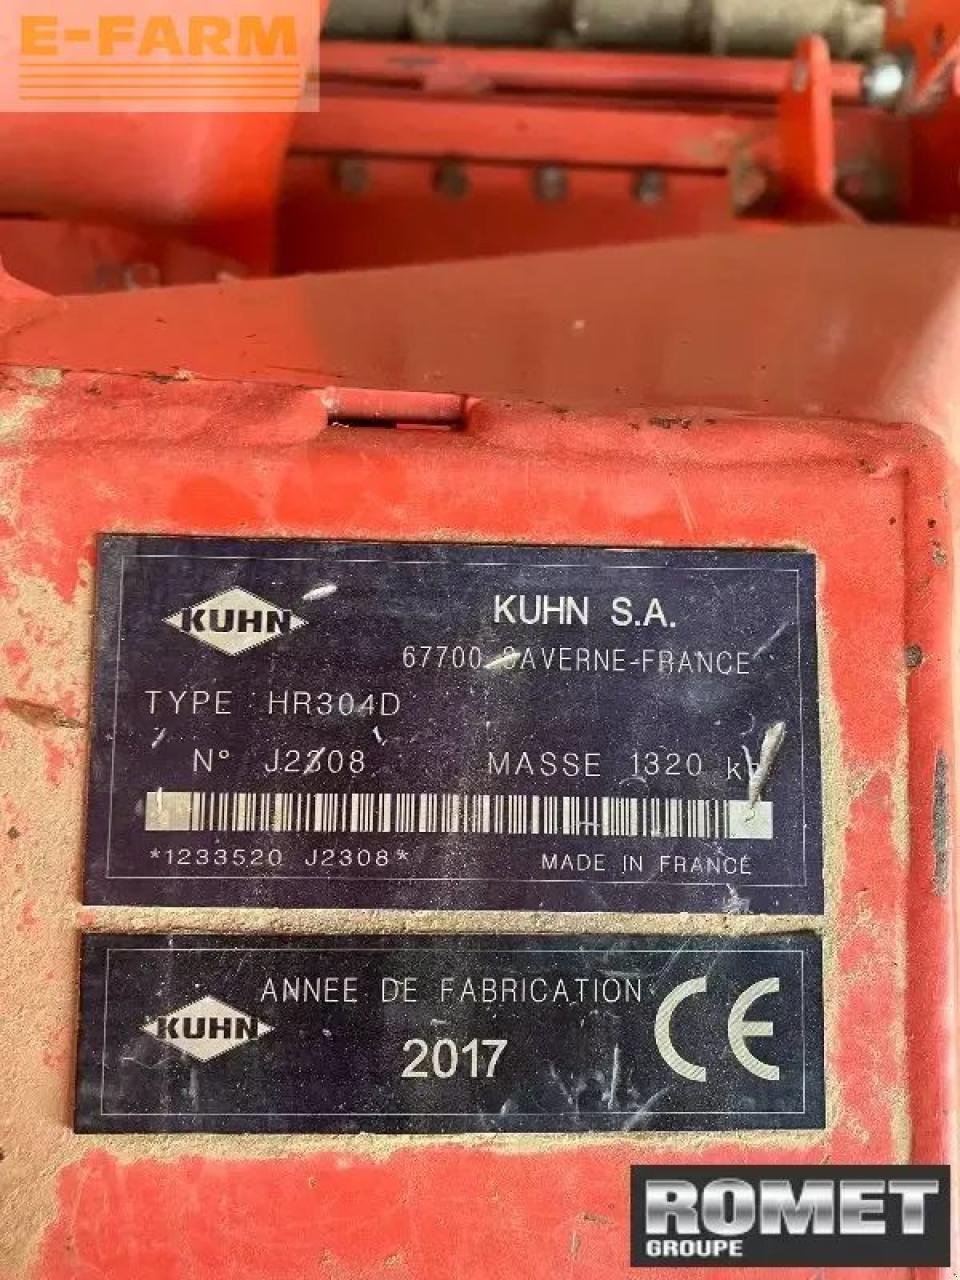 E-FARM
KUHN
KUHN S.A.
67700 SAVERNE-FRANCE
TYPE HR304D
N° J2308 MASSE 1320 kg
*1233520 J2308*
MADE IN FRANCE
ANNEE DE FABRICATION
KUHN
2017
CE
ROMET
GROUPE